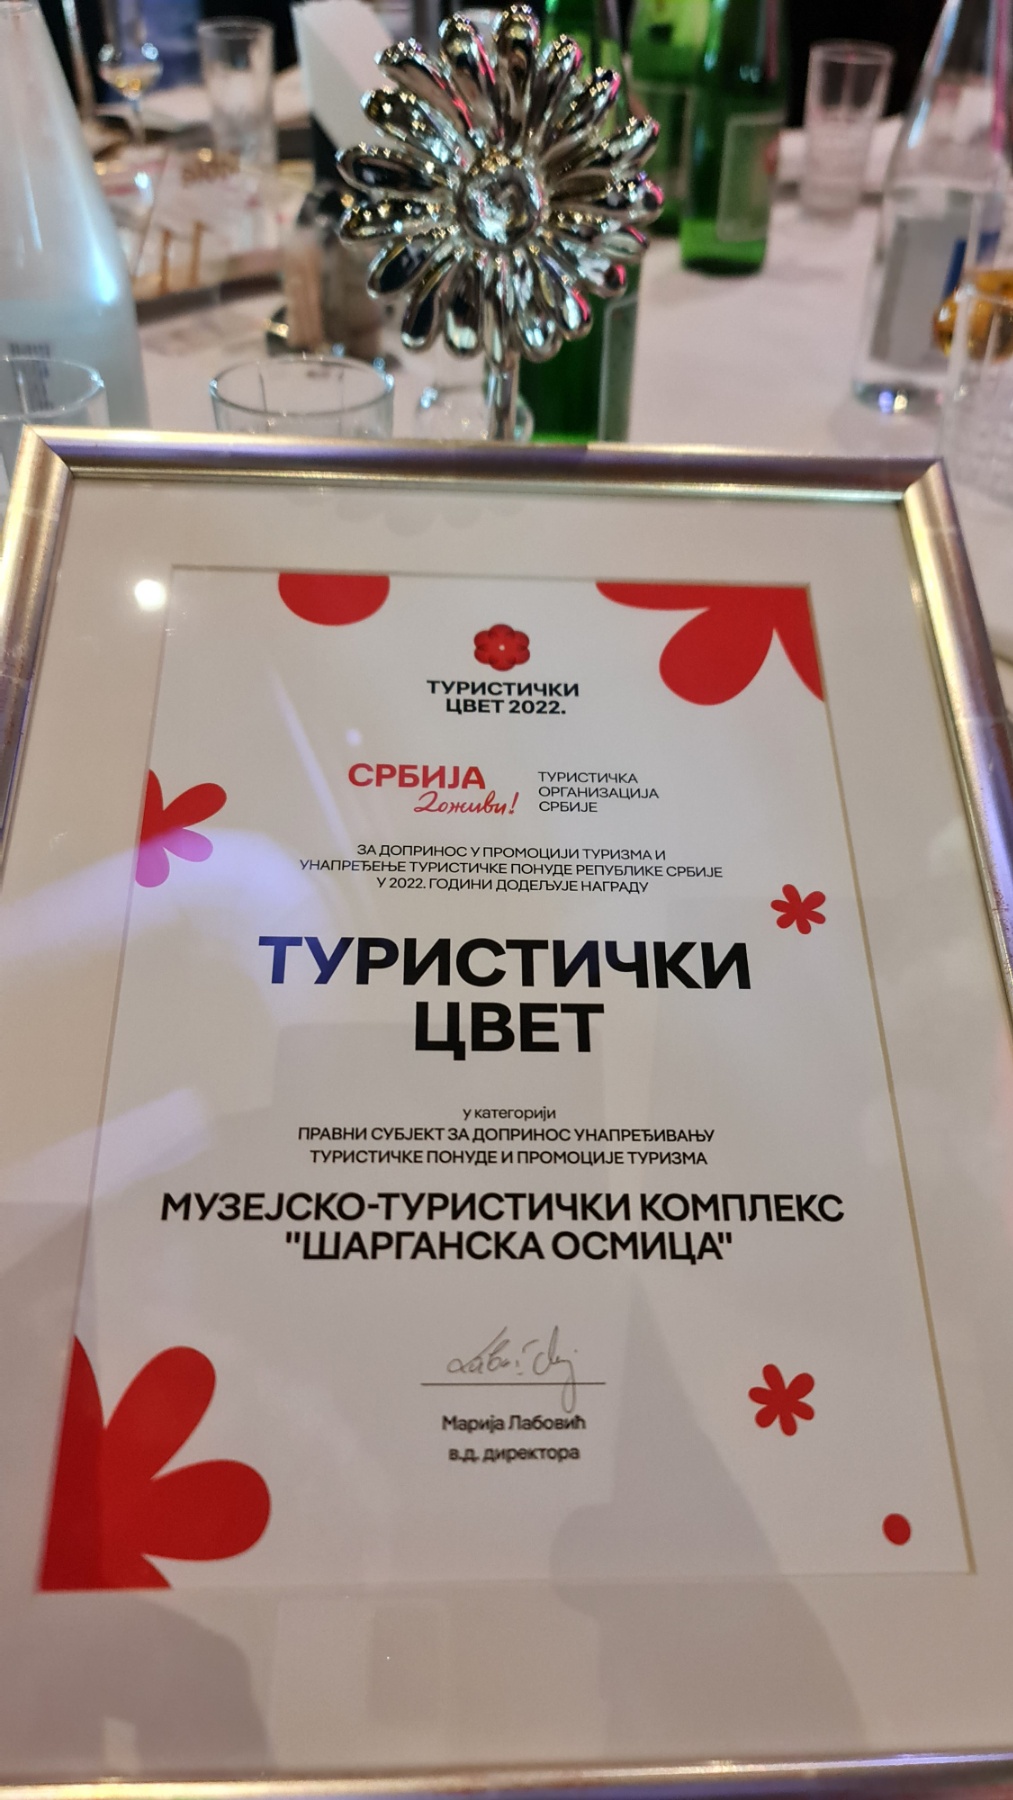 ТУРИСТИЧКИ
ЦВЕТ 2022.
СРБИЈА
Доживи!
ТУРИСТИЧКА
ОРГАНИЗАЦИЈА
СРБИЈЕ
ЗА ДОПРИНОС У ПРОМОЦИЈИ ТУРИЗМА И
УНАПРЕЂЕЊЕ ТУРИСТИЧКЕ ПОНУДЕ РЕПУБЛИКЕ СРБИЈЕ
У 2022. ГОДИНИ ДОДЕЉУЈЕ НАГРАДУ
ТУРИСТИЧКИ
ЦВЕТ
у категорији
ПРАВНИ СУБЈЕКТ ЗА ДОПРИНОС УНАПРЕЂИВАЊУ
ТУРИСТИЧКЕ ПОНУДЕ И ПРОМОЦИЈЕ ТУРИЗМА
МУЗЕЈСКО-ТУРИСТИЧКИ КОМПЛЕКС
"ШАРГАНСКА ОСМИЦА"
Марија Лабовић
в.д. директора